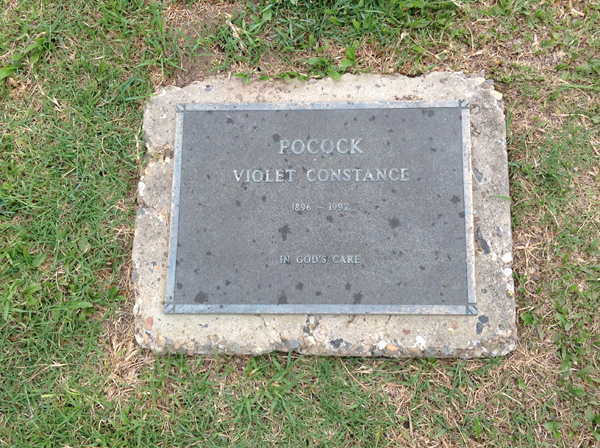 POCOCK
VIOLET CONSTANCE
1896 - 1992
IN GOD'S CARE